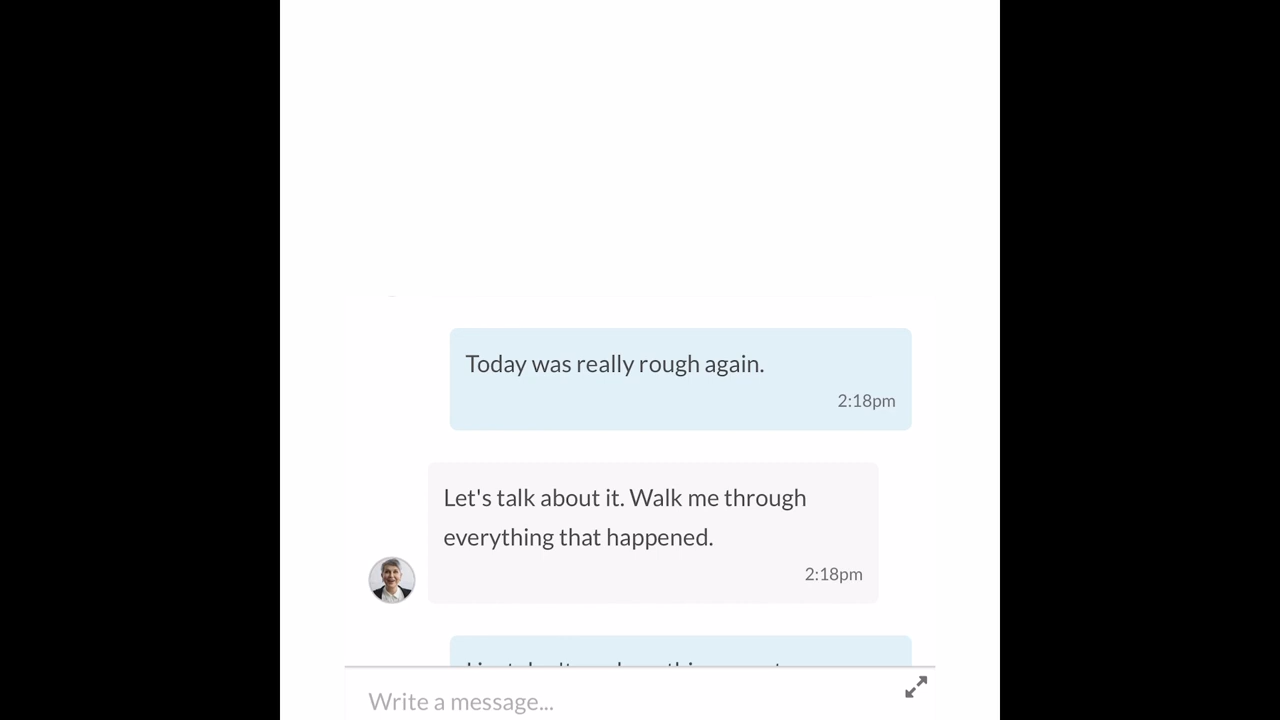 Today was really rough again.
2:18pm
Let's talk about it. Walk me through
everything that happened.
2:18pm
Write a message...